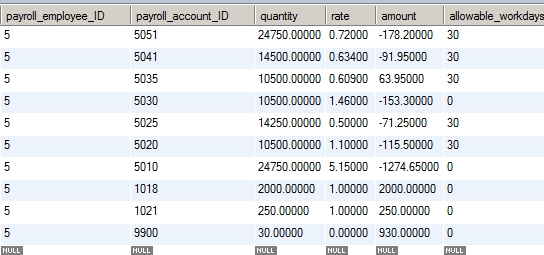 payroll_employee_ID payroll_account_ID quantity rate amount allowable_workdays
5 5051 24750.00000 0.72000 -178.20000 30
5 5041 14500.00000 0.63400 -91.95000 30
5 5035 10500.00000 0.60900 63.95000 30
5 5030 10500.00000 1.46000 -153.30000 0
5 5025 14250.00000 0.50000 -71.25000 30
5 5020 10500.00000 1.10000 -115.50000 30
5 5010 24750.00000 5.15000 -1274.65000 0
5 1018 2000.00000 1.00000 2000.00000 0
5 1021 250.00000 1.00000 250.00000 0
5 9900 30.00000 0.00000 930.00000 0
NULL NULL NULL NULL NULL NULL